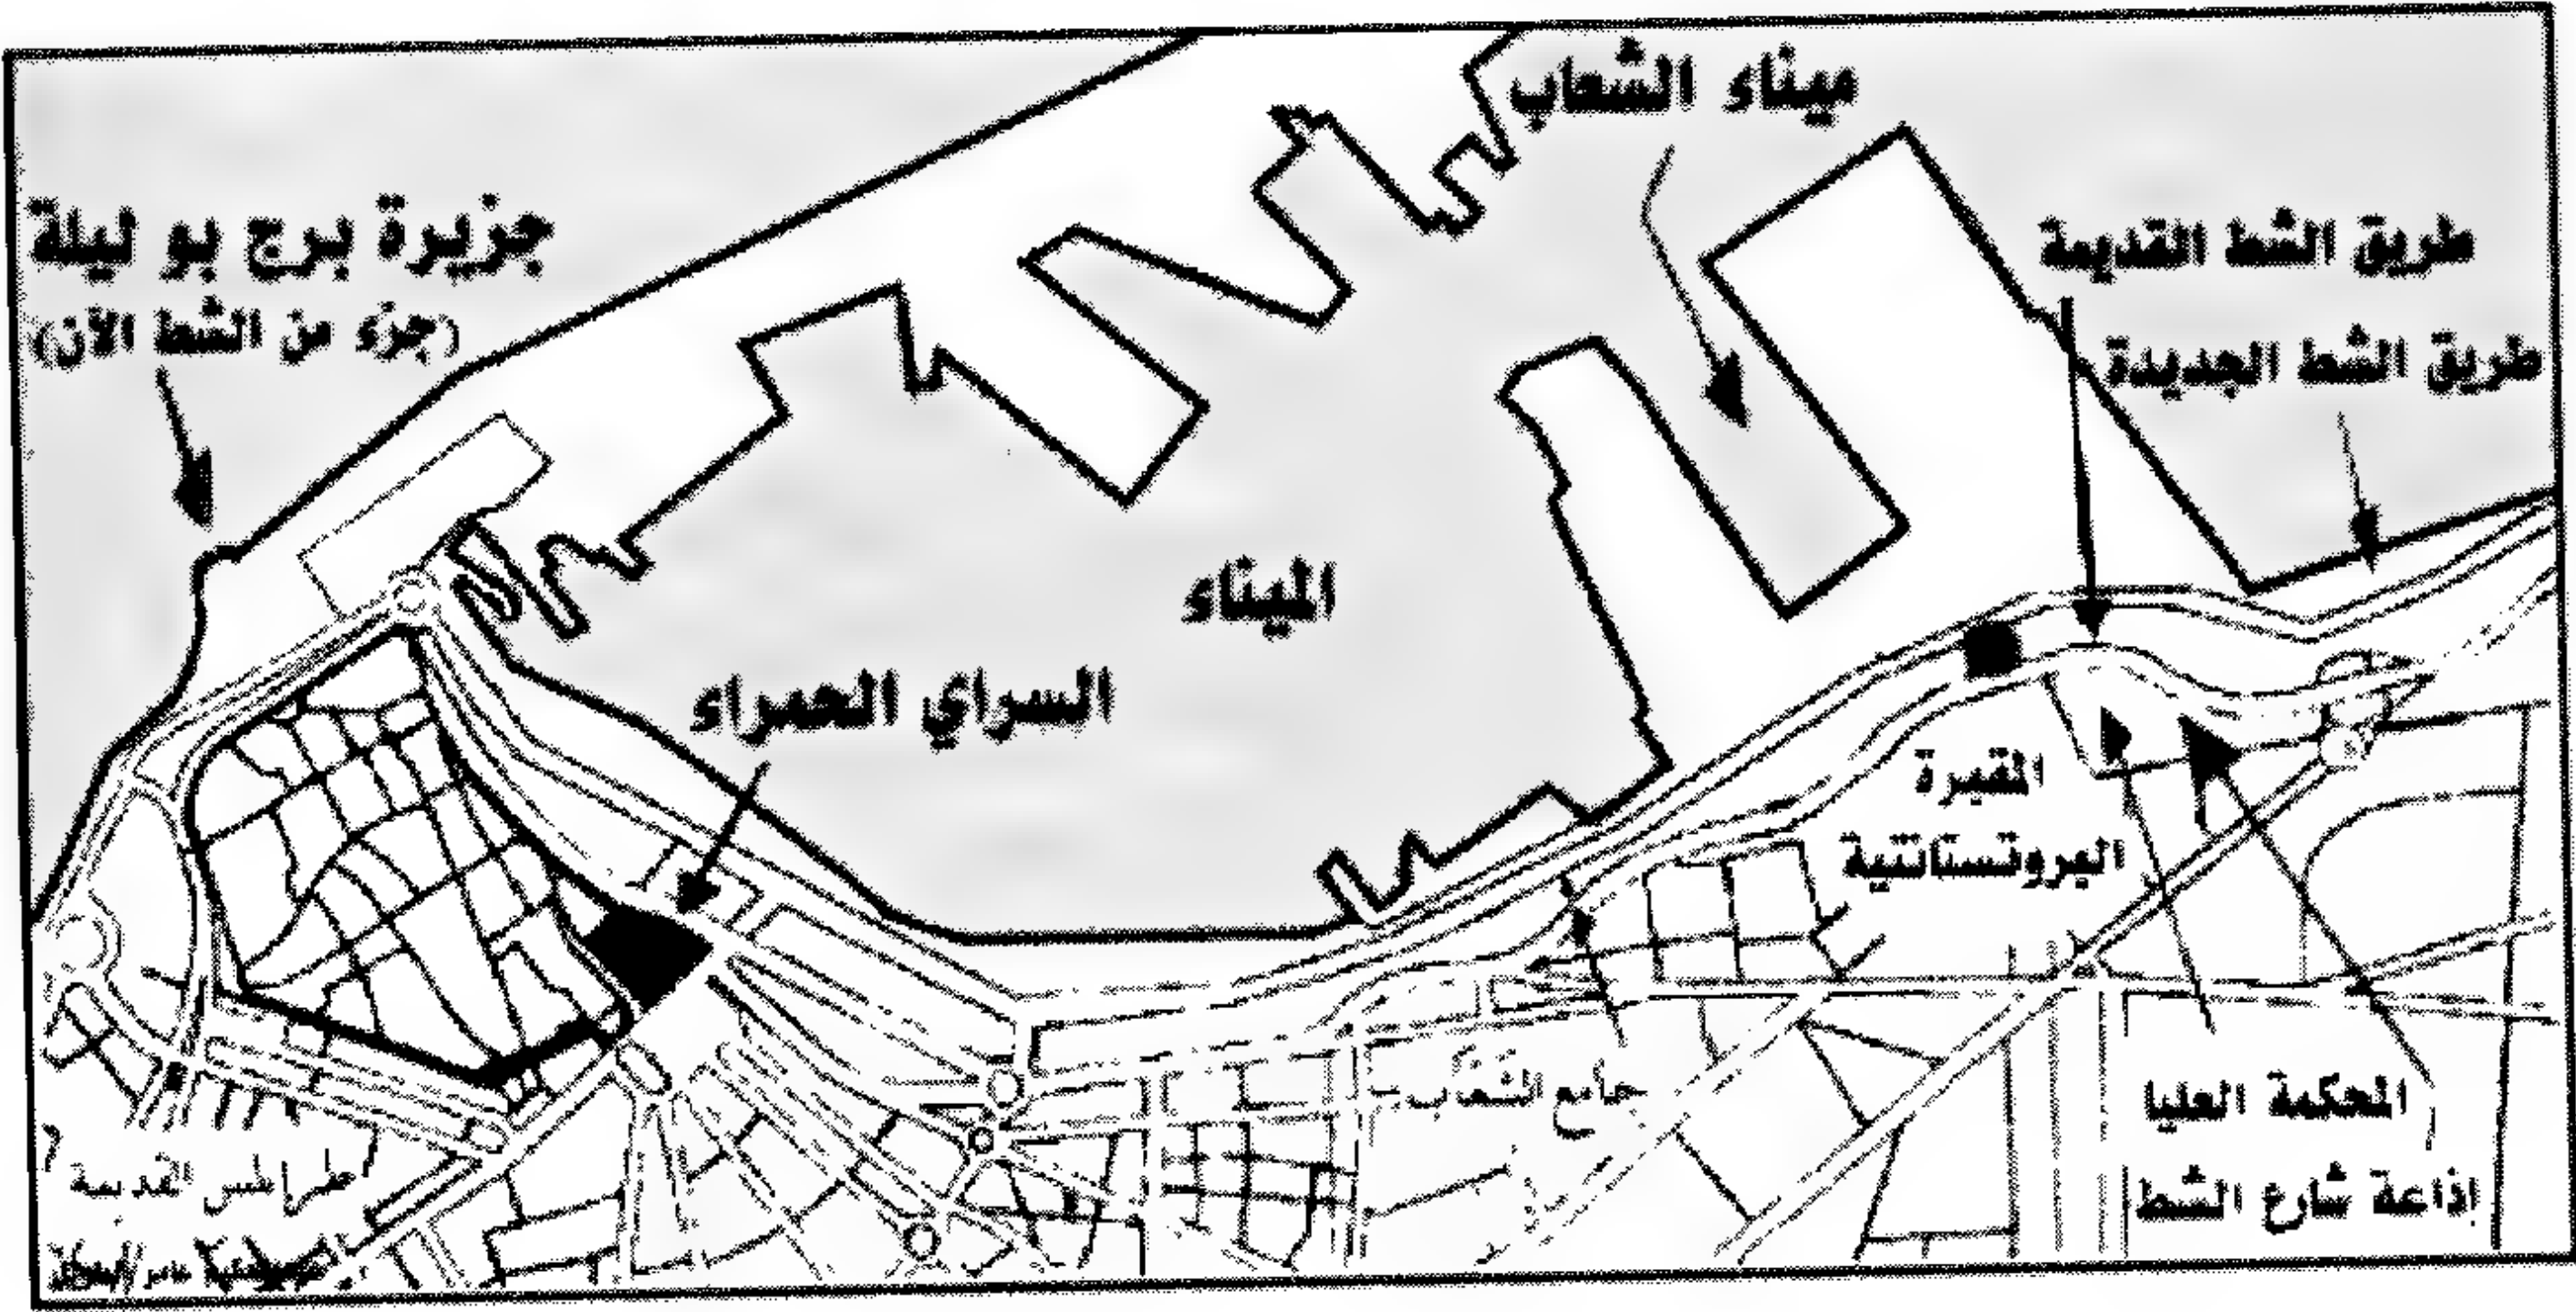 ميناء الشعاب
جزيرة برج بو ليلة
(جزء من الشط الآن)
طريق الشط القديمة
طريق الشط الجديدة
الميناء
السراي الحمراء
المقبرة
البروتستانتية
جامع الشعاب
المحكمة العليا
إذاعة شارع الشط
طرابلس القديمة